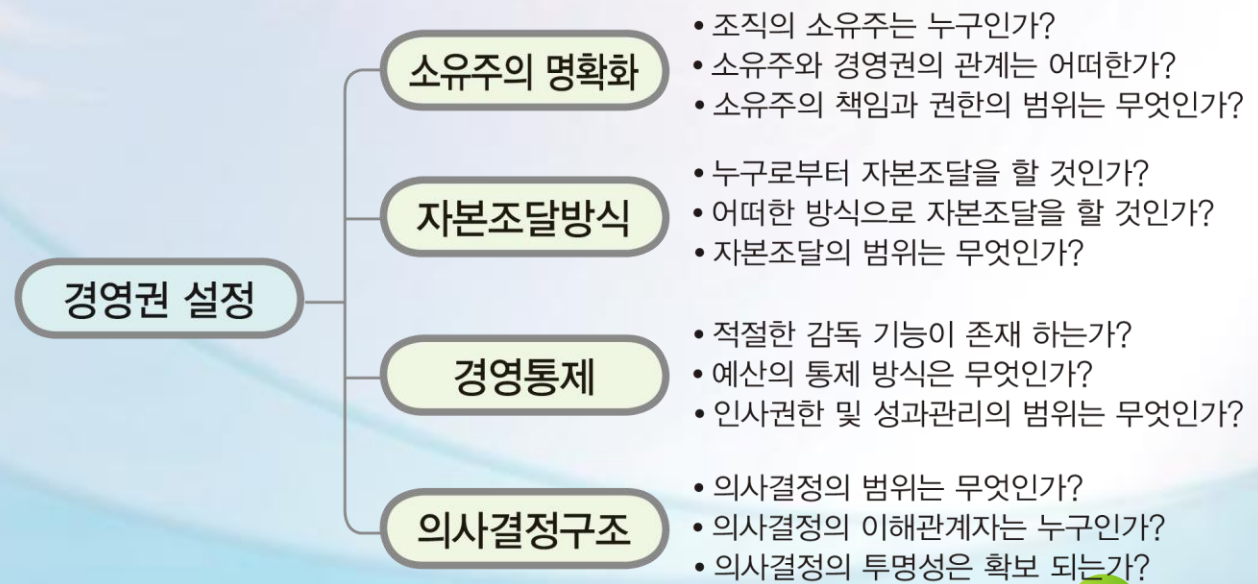 경영권 설정
소유주의 명확화
• 조직의 소유주는 누구인가?
• 소유주와 경영권의 관계는 어떠한가?
• 소유주의 책임과 권한의 범위는 무엇인가?
자본조달방식
• 누구로부터 자본조달을 할 것인가?
• 어떠한 방식으로 자본조달을 할 것인가?
• 자본조달의 범위는 무엇인가?
경영통제
• 적절한 감독 기능이 존재 하는가?
• 예산의 통제 방식은 무엇인가?
• 인사권한 및 성과관리의 범위는 무엇인가?
의사결정구조
• 의사결정의 범위는 무엇인가?
• 의사결정의 이해관계자는 누구인가?
• 의사결정의 투명성은 확보 되는가?